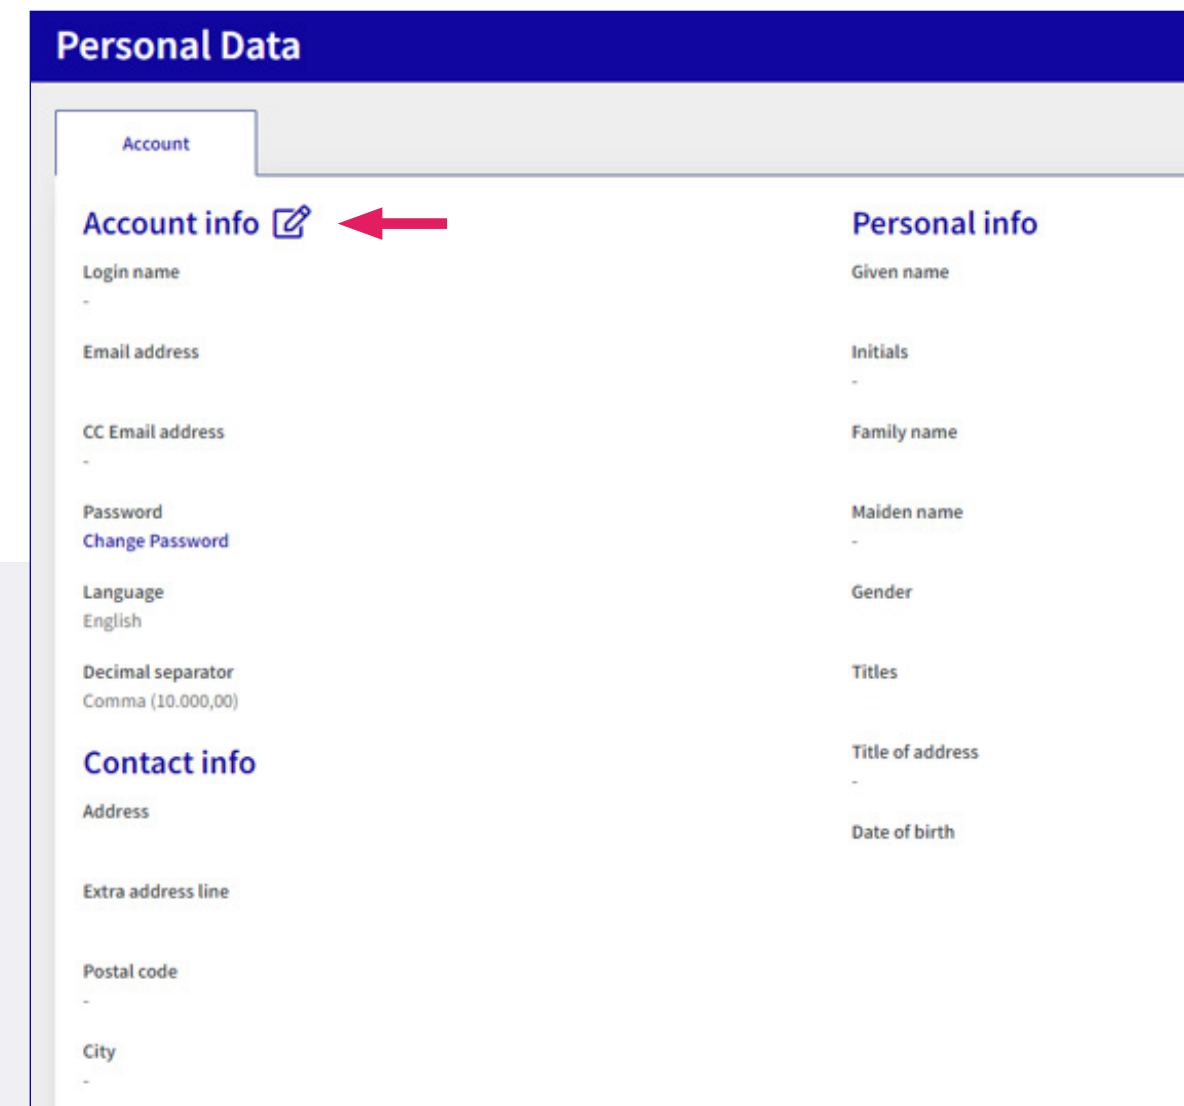 Personal Data
Account
Account info
Login name
-
Email address
CC Email address
-
Password
Change Password
Language
English
Decimal separator
Comma (10.000,00)
Contact info
Address
Extra address line
Postal code
-
City
-
Personal info
Given name
Initials
-
Family name
Maiden name
-
Gender
Titles
Title of address
-
Date of birth